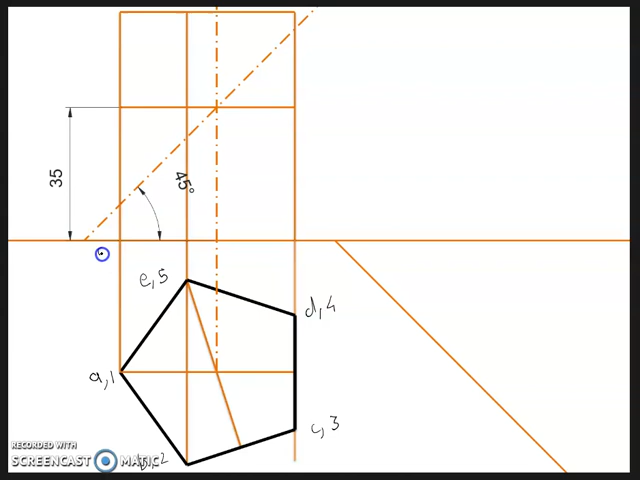 35
45°
e,5
d,4
a,1
c,3
RECORDED WITH
SCREENCAST O MATIC